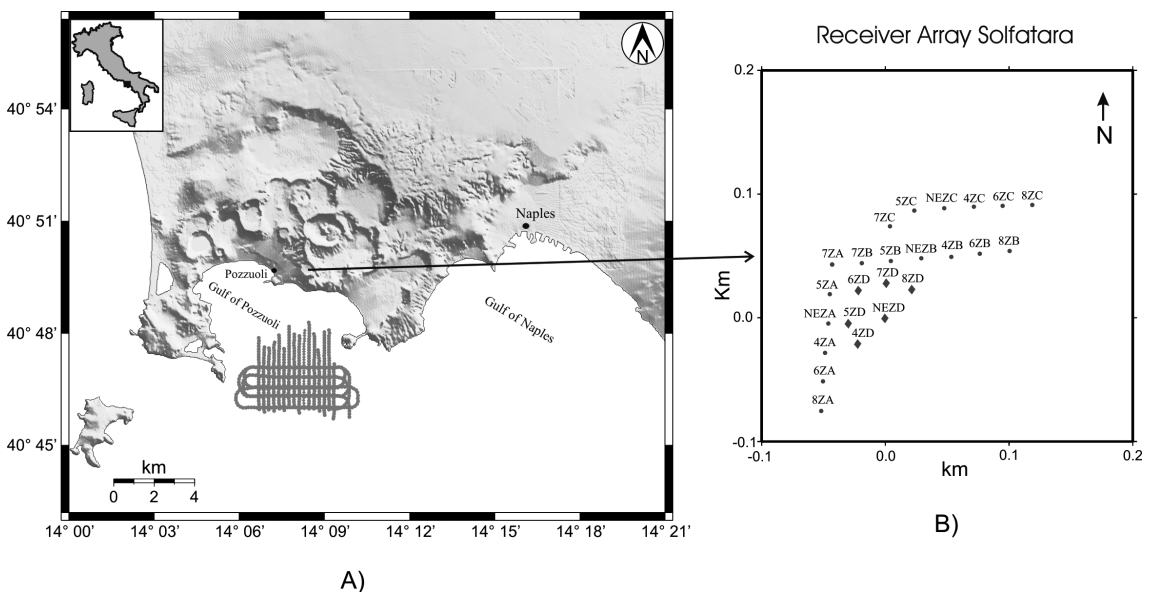 N
40° 54’
40° 51’
40° 48’
40° 45’
Naples
Pozzuoli
Gulf of Pozzuoli
Gulf of Naples
km
0 2 4
14° 00’ 14° 03’ 14° 06’ 14° 09’ 14° 12’ 14° 15’ 14° 18’ 14° 21’
A)
Receiver Array Solfatara
0.2
0.1
0.0
-0.1
Km
N
5ZC NEZC 4ZC 6ZC 8ZC
7ZC
7ZA 7ZB 5ZB NEZB 4ZB 6ZB 8ZB
6ZD 7ZD 8ZD
5ZA
NEZA 5ZD NEZD
4ZD
4ZA
6ZA
8ZA
-0.1 0.0 0.1 0.2
km
B)